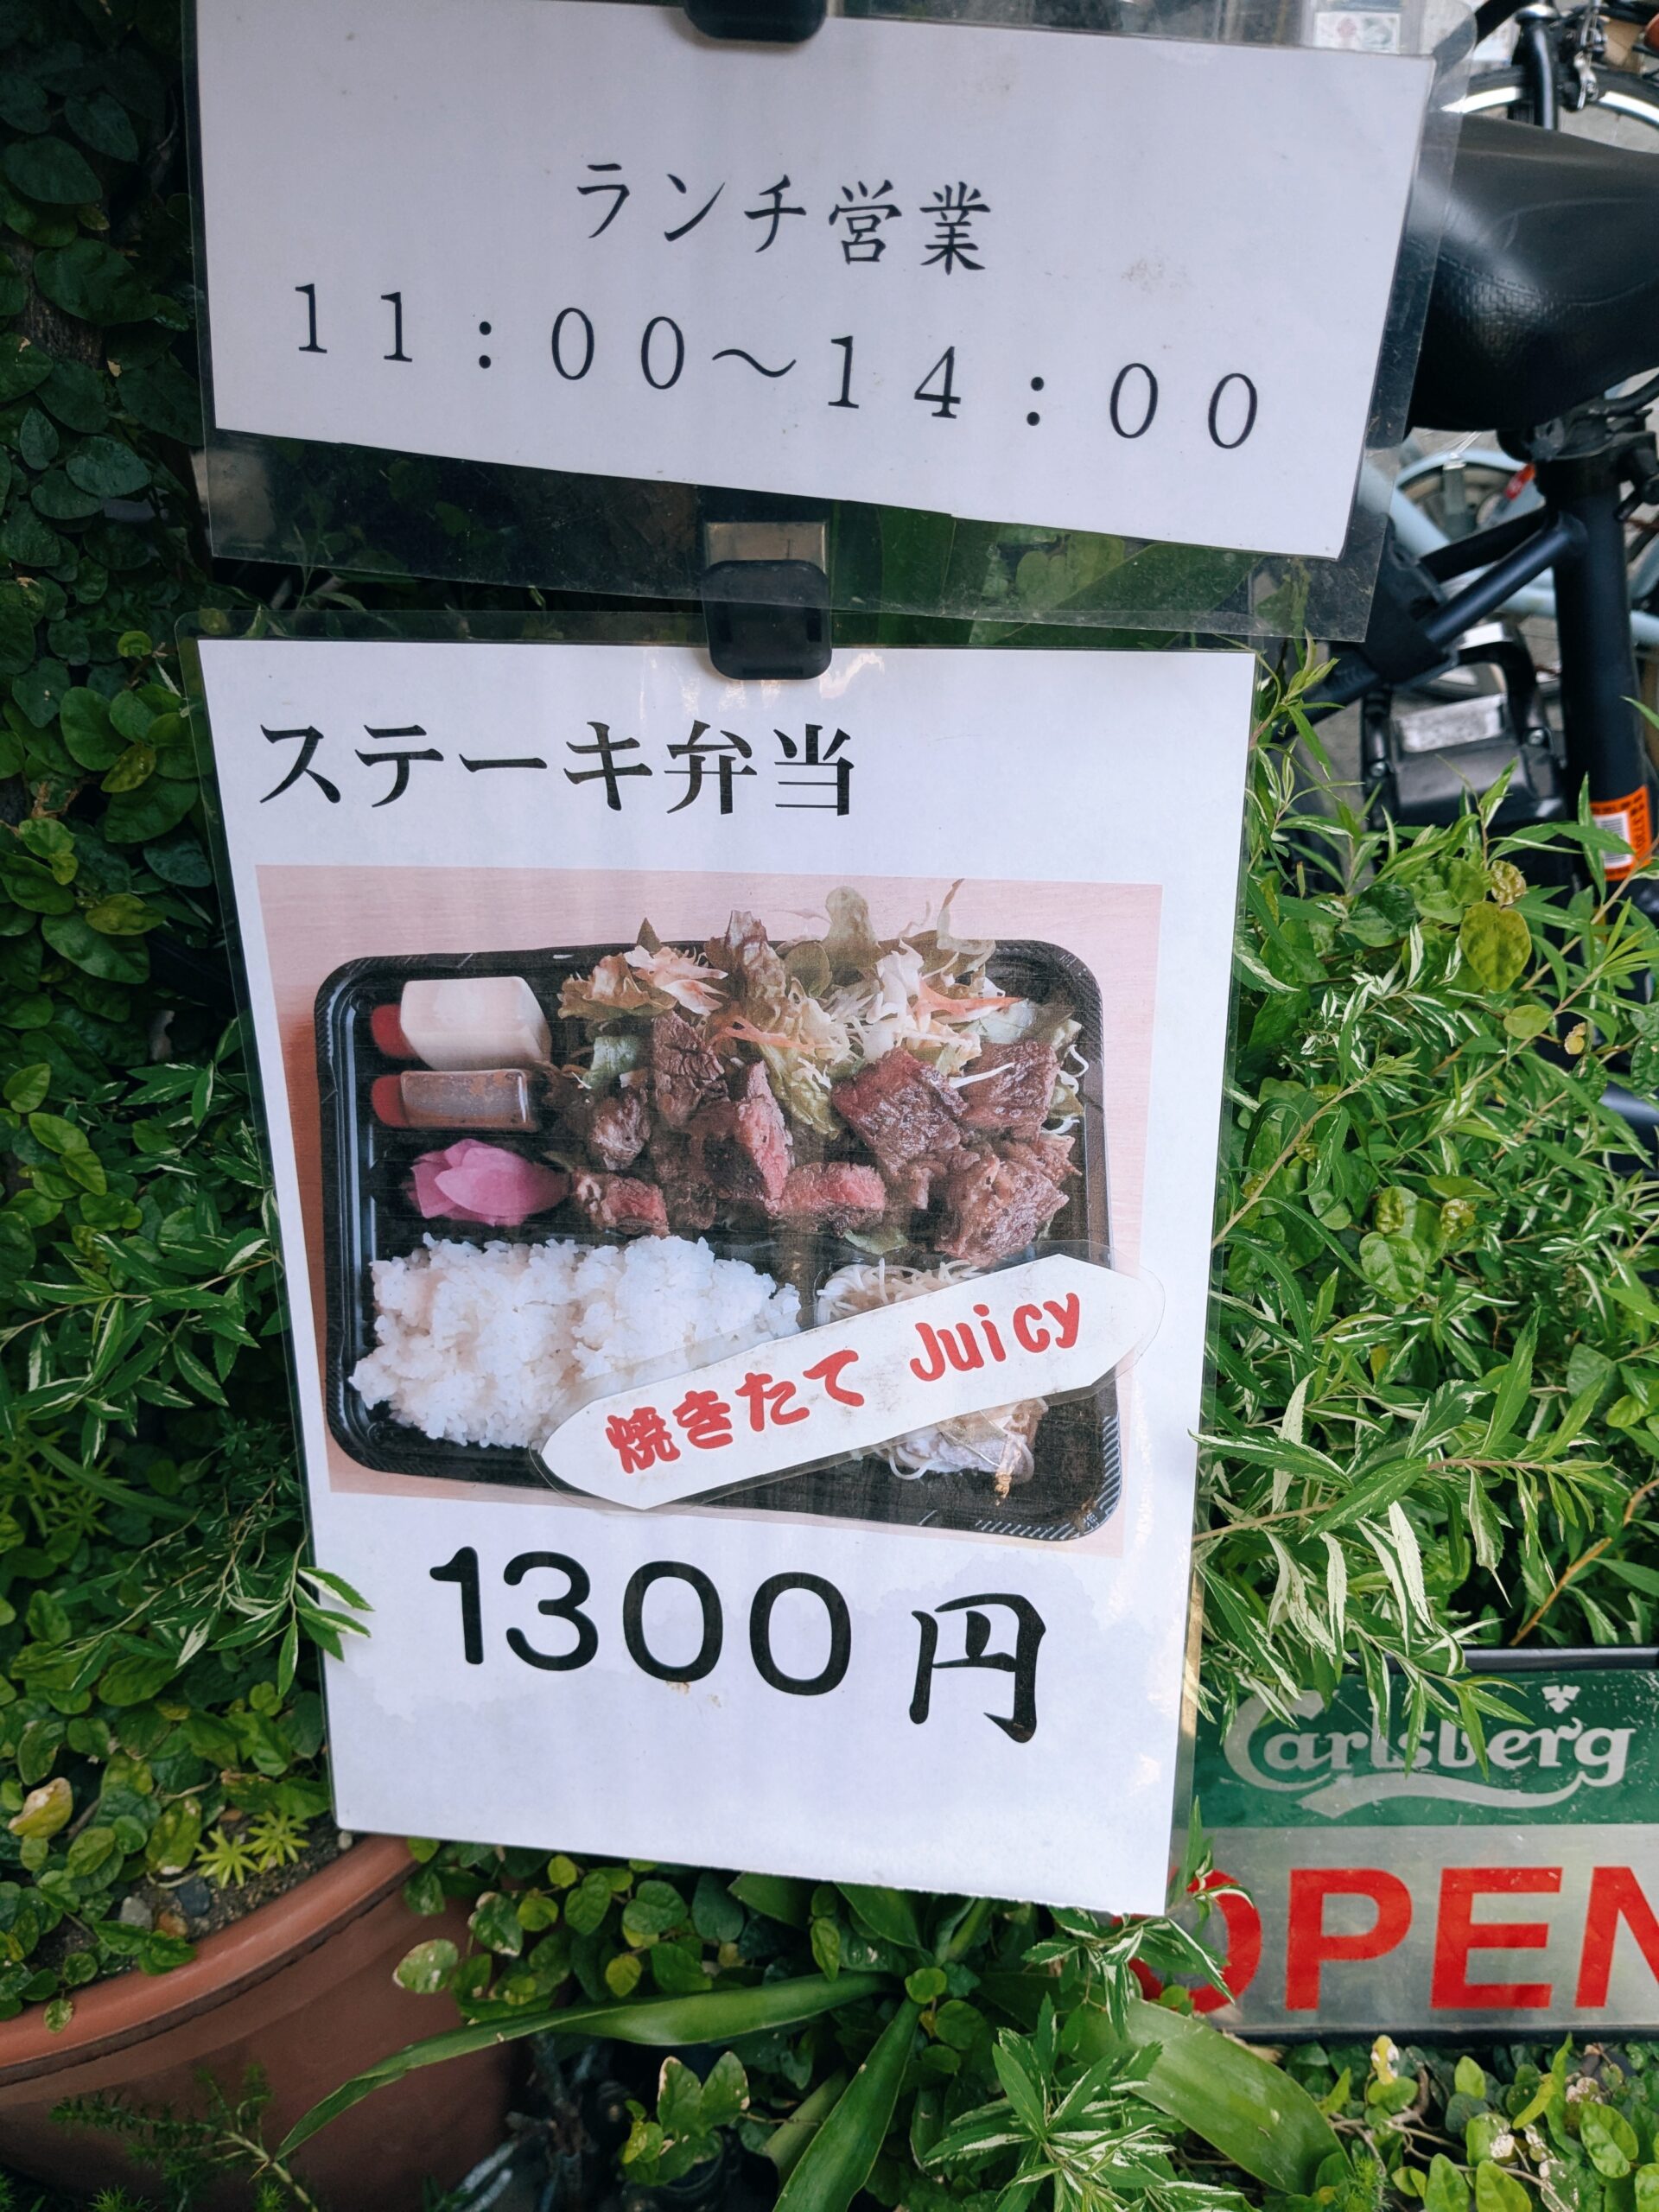 ランチ営業
11:00〜14:00
ステーキ弁当
焼きたて Juicy
1300円
Carlsberg
OPEN